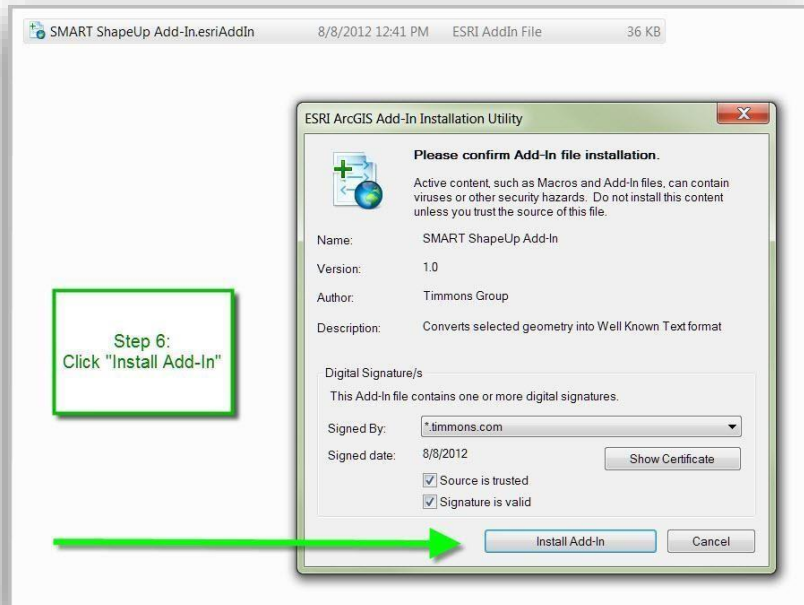 SMART ShapeUp Add-In.esriAddIn 8/8/2012 12:41 PM ESRI AddIn File 36 KB
ESRI ArcGIS Add-In Installation Utility
Please confirm Add-In file installation.
Active content, such as Macros and Add-In files, can contain
viruses or other security hazards. Do not install this content
unless you trust the source of this file.
Name: SMART ShapeUp Add-In
Version: 1.0
Author: Timmons Group
Description: Converts selected geometry into Well Known Text format
Step 6:
Click "Install Add-In"
Digital Signature/s
This Add-In file contains one or more digital signatures.
Signed By: *.timmons.com
Signed date: 8/8/2012
Show Certificate
Source is trusted
Signature is valid
Install Add-In Cancel